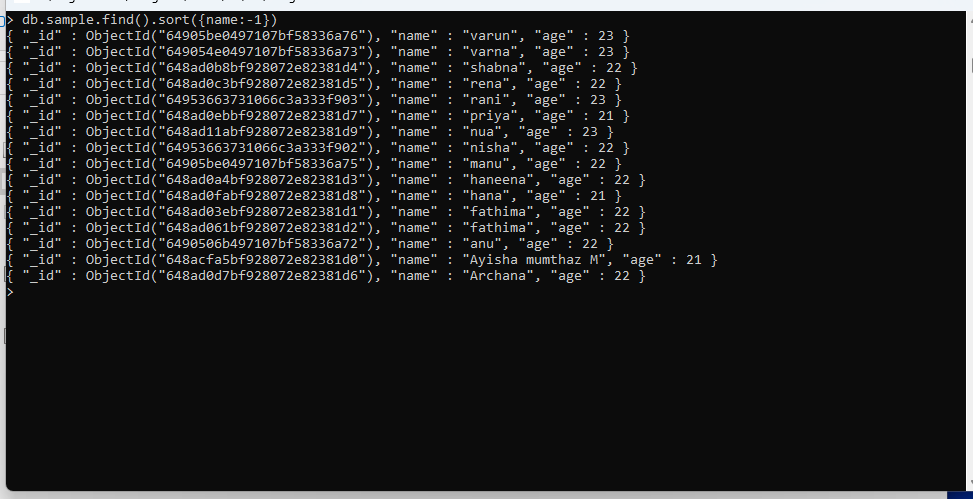 > db.sample.find().sort({name:-1})
{ "_id" : ObjectId("64905be0497107bf58336a76"), "name" : "varun", "age" : 23 }
{ "_id" : ObjectId("649054e0497107bf58336a73"), "name" : "varna", "age" : 23 }
{ "_id" : ObjectId("648ad0b8bf928072e82381d4"), "name" : "shabna", "age" : 22 }
{ "_id" : ObjectId("648ad0c3bf928072e82381d5"), "name" : "rena", "age" : 22 }
{ "_id" : ObjectId("64953663731066c3a333f903"), "name" : "rani", "age" : 23 }
{ "_id" : ObjectId("648ad0ebbf928072e82381d7"), "name" : "priya", "age" : 21 }
{ "_id" : ObjectId("648ad11abf928072e82381d9"), "name" : "nua", "age" : 23 }
{ "_id" : ObjectId("64953663731066c3a333f902"), "name" : "nisha", "age" : 22 }
{ "_id" : ObjectId("64905be0497107bf58336a75"), "name" : "manu", "age" : 22 }
{ "_id" : ObjectId("648ad0a4bf928072e82381d3"), "name" : "haneena", "age" : 22 }
{ "_id" : ObjectId("648ad0fabf928072e82381d8"), "name" : "hana", "age" : 21 }
{ "_id" : ObjectId("648ad03ebf928072e82381d1"), "name" : "fathima", "age" : 22 }
{ "_id" : ObjectId("648ad061bf928072e82381d2"), "name" : "fathima", "age" : 22 }
{ "_id" : ObjectId("6490506b497107bf58336a72"), "name" : "anu", "age" : 22 }
{ "_id" : ObjectId("648acfa5bf928072e82381d0"), "name" : "Ayisha mumthaz M", "age" : 21 }
{ "_id" : ObjectId("648ad0d7bf928072e82381d6"), "name" : "Archana", "age" : 22 }
>